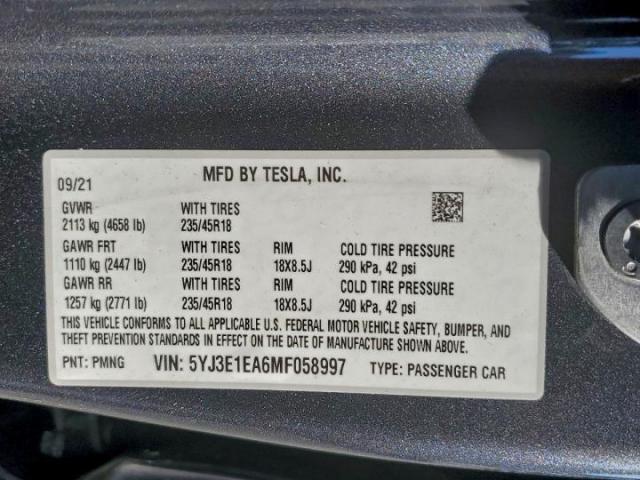 MFD BY TESLA, INC.
09/21
GVWR WITH TIRES
2113 kg (4658 lb) 235/45R18
GAWR FRT WITH TIRES RIM COLD TIRE PRESSURE
1110 kg (2447 lb) 235/45R18 18X8.5J 290 kPa, 42 psi
GAWR RR WITH TIRES RIM COLD TIRE PRESSURE
1257 kg (2771 lb) 235/45R18 18X8.5J 290 kPa, 42 psi
THIS VEHICLE CONFORMS TO ALL APPLICABLE U.S. FEDERAL MOTOR VEHICLE SAFETY, BUMPER, AND
THEFT PREVENTION STANDARDS IN EFFECT ON THE DATE OF MANUFACTURE SHOWN ABOVE.
PNT: PMNG VIN: 5YJ3E1EA6MF058997 TYPE: PASSENGER CAR